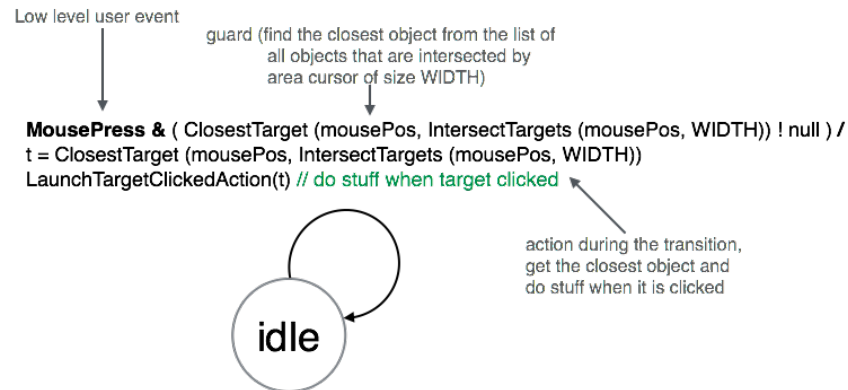 Low level user event
guard (find the closest object from the list of
all objects that are intersected by
area cursor of size WIDTH)
MousePress & ( ClosestTarget (mousePos, IntersectTargets (mousePos, WIDTH)) ! null ) /
t = ClosestTarget (mousePos, IntersectTargets (mousePos, WIDTH))
LaunchTargetClickedAction(t) // do stuff when target clicked
action during the transition,
get the closest object and
do stuff when it is clicked
idle